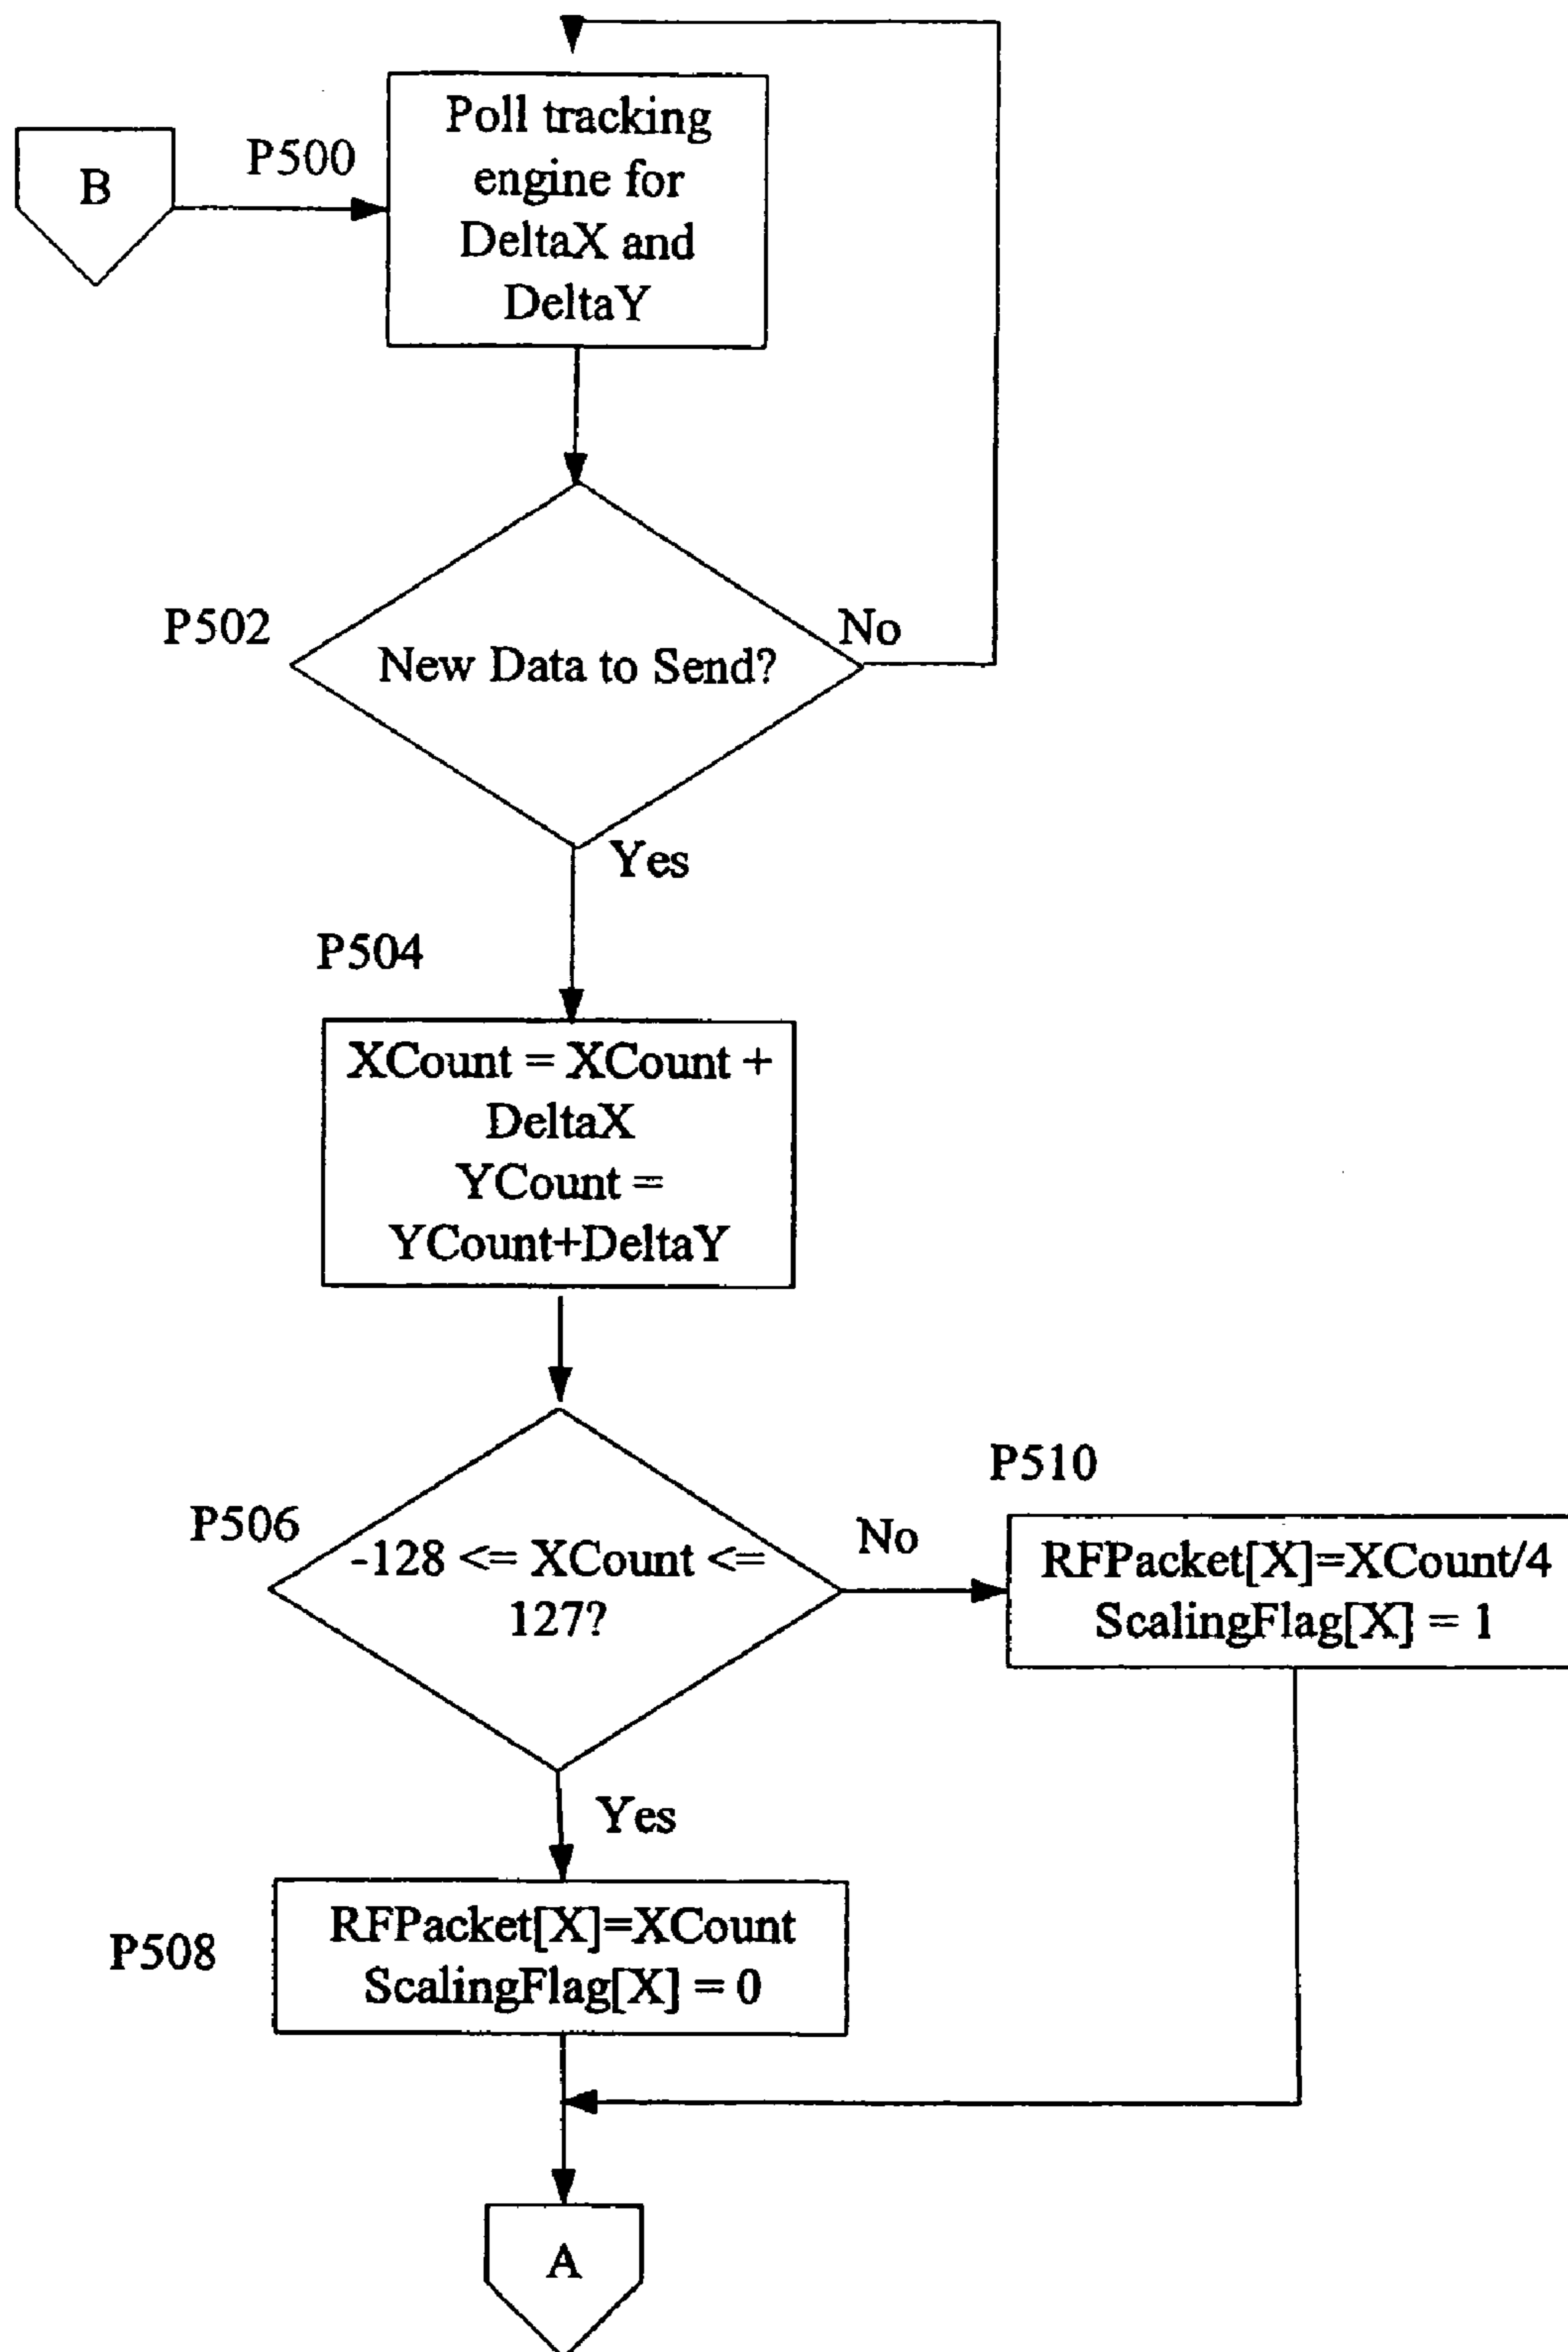 B
P500
Poll tracking
engine for
DeltaX and
DeltaY
P502
New Data to Send?
No
Yes
P504
XCount = XCount +
DeltaX
YCount =
YCount+DeltaY
P506
-128 <= XCount <=
127?
No
P510
RFPacket[X]=XCount/4
ScalingFlag[X] = 1
Yes
P508
RFPacket[X]=XCount
ScalingFlag[X] = 0
A